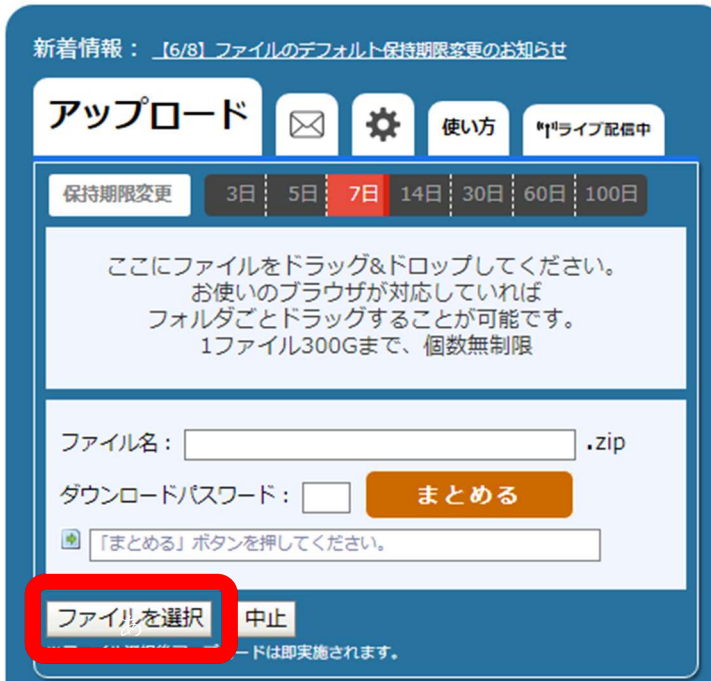 新着情報： 【6/8】ファイルのデフォルト保持期限変更のお知らせ
アップロード 使い方 ライブ配信中
保持期限変更 3日 5日 7日 14日 30日 60日 100日
ここにファイルをドラッグ&ドロップしてください。
お使いのブラウザが対応していれば
フォルダごとドラッグすることが可能です。
1ファイル300Gまで、個数無制限
ファイル名： .zip
ダウンロードパスワード： まとめる
「まとめる」ボタンを押してください。
ファイルを選択 中止
あ
ードは即実施されます。